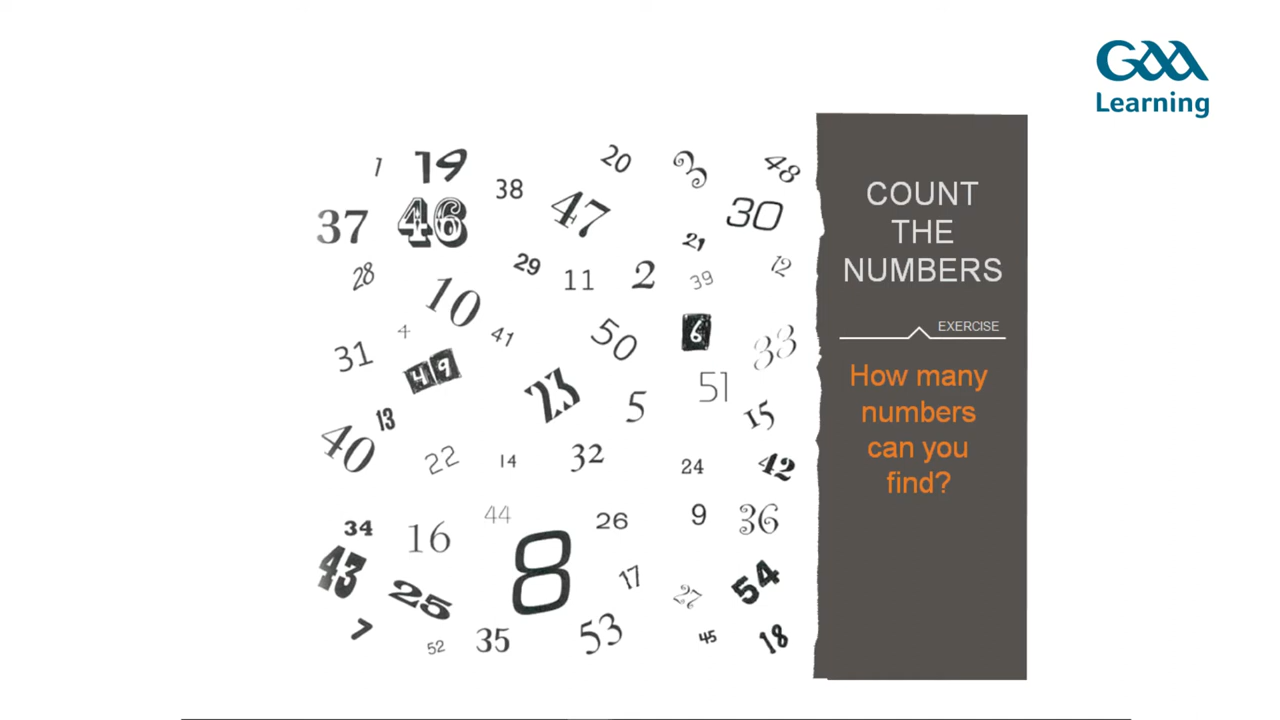 GAA
Learning
1 19 20 3 48
37 46 38 47 30
21
28 29 11 2 39 12
10
31 4 41 50 6 33
49 23 5 51 15
40 13
22 14 32 24 42
34 16 44 26 9 36
43 25 8 17 27 54
7 52 35 53 45 18
COUNT
THE
NUMBERS
EXERCISE
How many
numbers
can you
find?